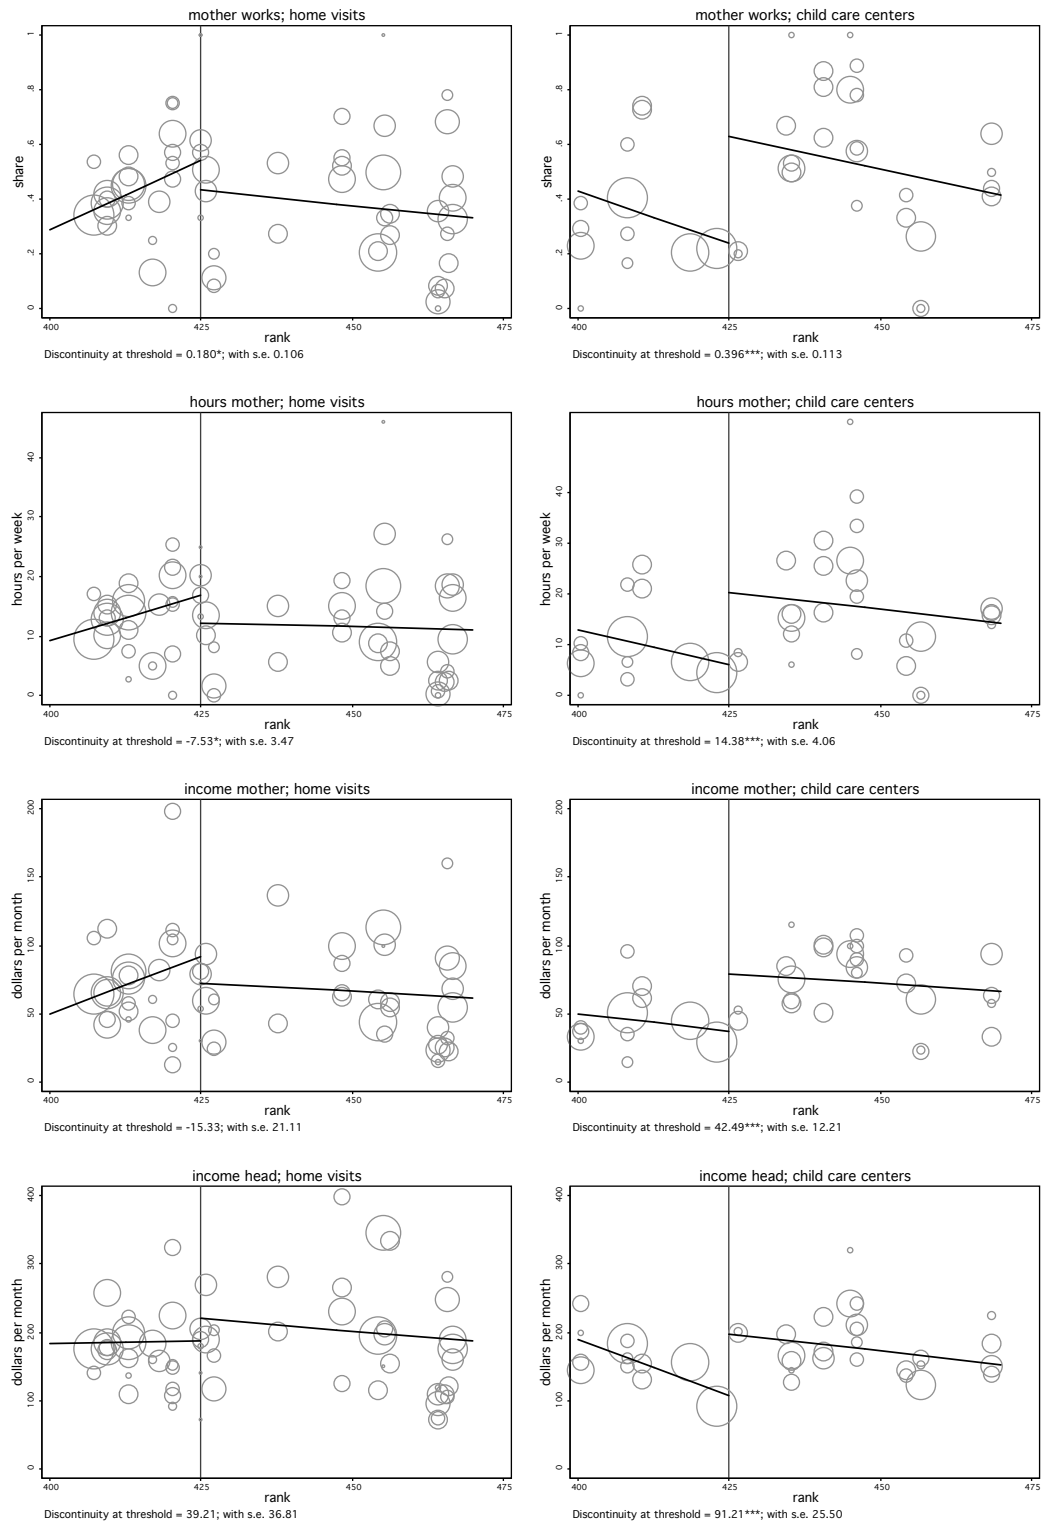 mother works; home visits
share
0 .2 .4 .6 .8 1
400 425 450 475
rank
Discontinuity at threshold = 0.180*; with s.e. 0.106
mother works; child care centers
share
0 .2 .4 .6 .8 1
400 425 450 475
rank
Discontinuity at threshold = 0.396***; with s.e. 0.113
hours mother; home visits
hours per week
0 10 20 30 40
400 425 450 475
rank
Discontinuity at threshold = -7.53*; with s.e. 3.47
hours mother; child care centers
hours per week
0 10 20 30 40
400 425 450 475
rank
Discontinuity at threshold = 14.38***; with s.e. 4.06
income mother; home visits
dollars per month
0 50 100 150 200
400 425 450 475
rank
Discontinuity at threshold = -15.33; with s.e. 21.11
income mother; child care centers
dollars per month
0 50 100 150 200
400 425 450 475
rank
Discontinuity at threshold = 42.49***; with s.e. 12.21
income head; home visits
dollars per month
0 100 200 300 400
400 425 450 475
rank
Discontinuity at threshold = 39.21; with s.e. 36.81
income head; child care centers
dollars per month
0 100 200 300 400
400 425 450 475
rank
Discontinuity at threshold = 91.21***; with s.e. 25.50